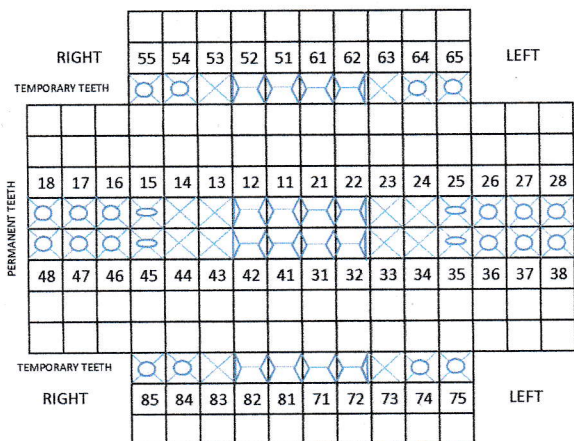 RIGHT 55 54 53 52 51 61 62 63 64 65 LEFT
TEMPORARY TEETH
PERMANENT TEETH
18 17 16 15 14 13 12 11 21 22 23 24 25 26 27 28
48 47 46 45 44 43 42 41 31 32 33 34 35 36 37 38
TEMPORARY TEETH
RIGHT 85 84 83 82 81 71 72 73 74 75 LEFT